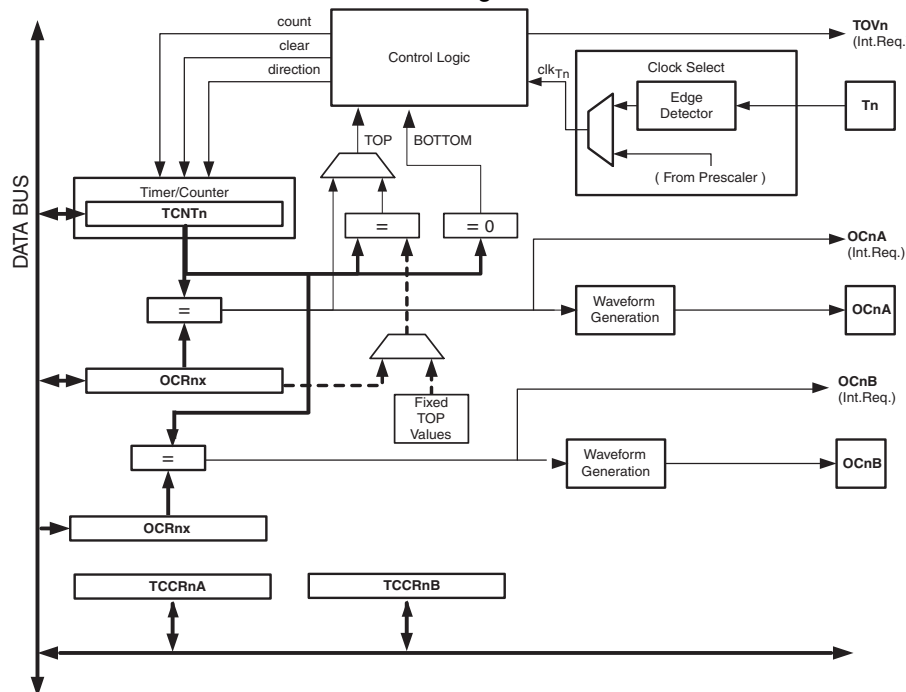 count
TOVn
(Int.Req.)
clear
Control Logic
direction
clkTn
Clock Select
Edge
Detector
Tn
TOP
BOTTOM
( From Prescaler )
Timer/Counter
TCNTn
DATA BUS
=
= 0
OCnA
(Int.Req.)
=
Waveform
Generation
OCnA
OCRnx
Fixed
TOP
Values
OCnB
(Int.Req.)
=
Waveform
Generation
OCnB
OCRnx
TCCRnA
TCCRnB